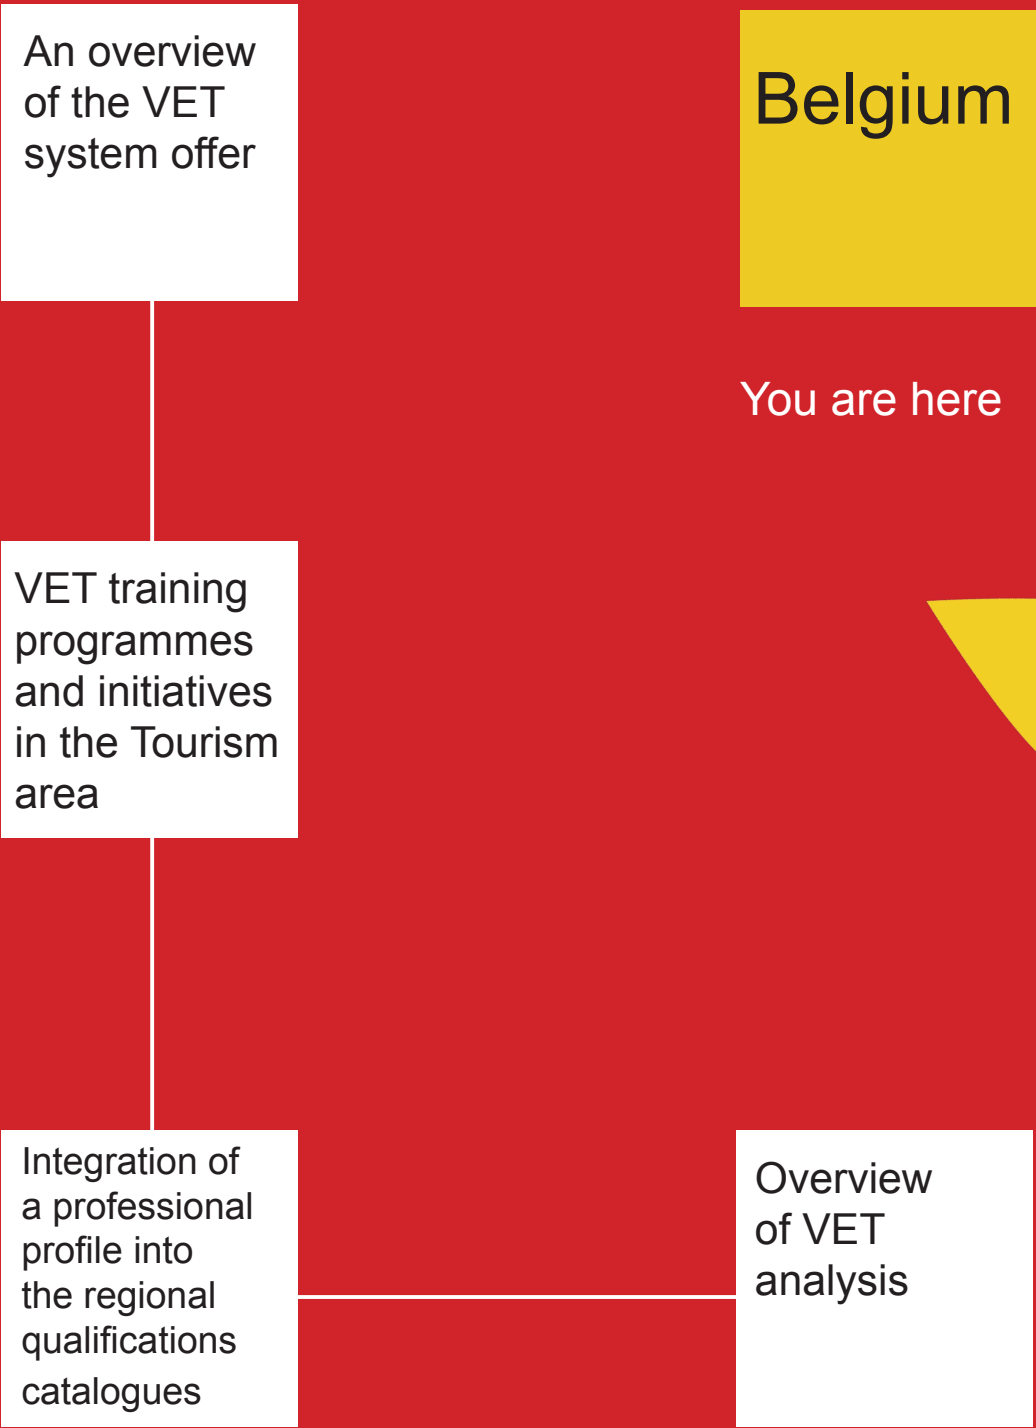 An overview
of the VET
system offer
Belgium
You are here
VET training
programmes
and initiatives
in the Tourism
area
Integration of
a professional
profile into
the regional
qualifications
catalogues
Overview
of VET
analysis